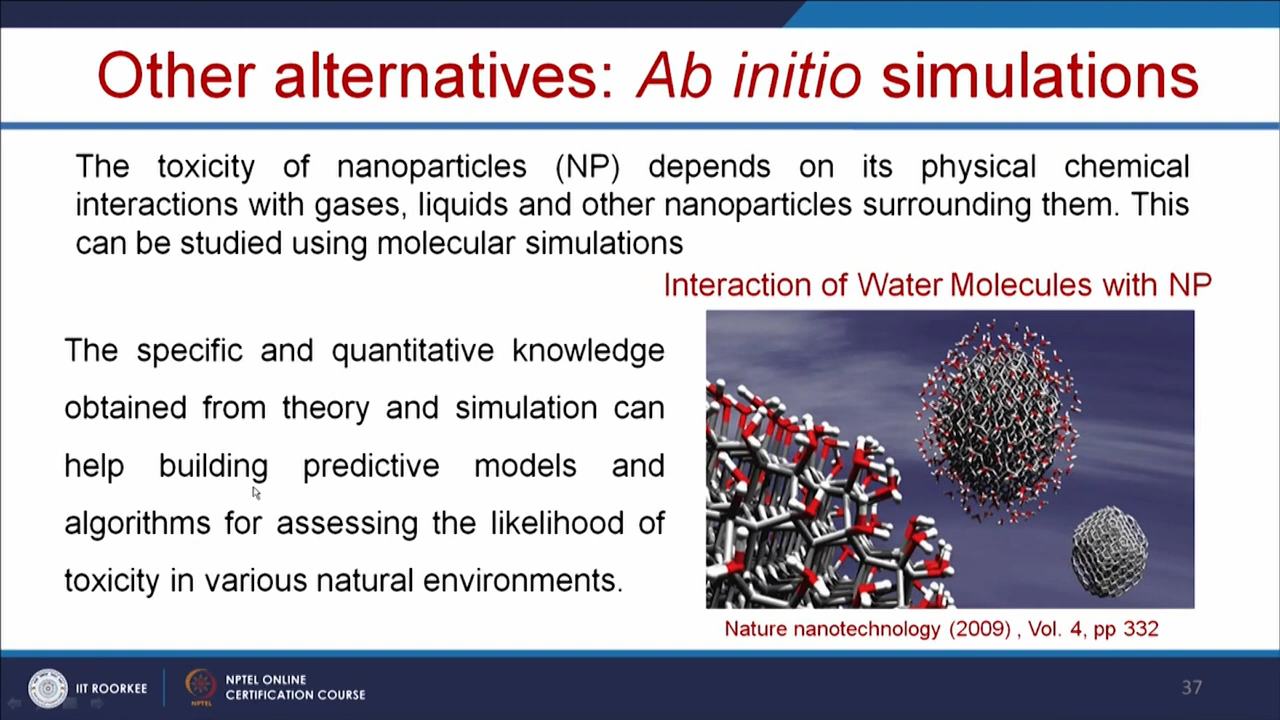 Other alternatives: Ab initio simulations
The toxicity of nanoparticles (NP) depends on its physical chemical
interactions with gases, liquids and other nanoparticles surrounding them. This
can be studied using molecular simulations
Interaction of Water Molecules with NP
The specific and quantitative knowledge
obtained from theory and simulation can
help building predictive models and
algorithms for assessing the likelihood of
toxicity in various natural environments.
Nature nanotechnology (2009) , Vol. 4, pp 332
IIT ROORKEE
NPTEL
NPTEL ONLINE
CERTIFICATION COURSE
37